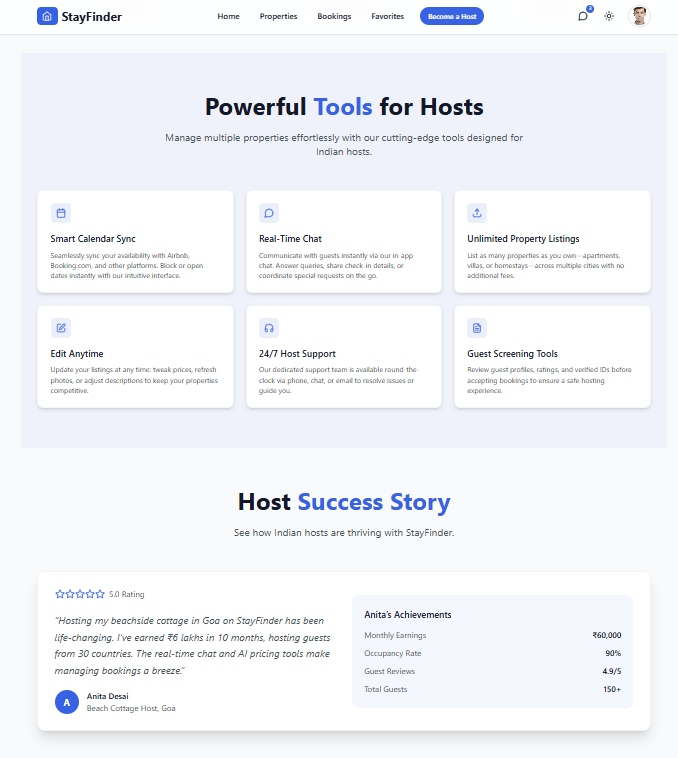 StayFinder
Home
Properties
Bookings
Favorites
Become a Host
Powerful Tools for Hosts
Manage multiple properties effortlessly with our cutting-edge tools designed for
Indian hosts.
Smart Calendar Sync
Seamlessly sync your availability with Airbnb,
Booking.com, and other platforms. Block or open
dates instantly with our intuitive interface.
Real-Time Chat
Communicate with guests instantly via our in-app
chat. Answer queries, share check-in details, or
coordinate special requests on the go.
Unlimited Property Listings
List as many properties as you own—apartments,
villas, or homestays—across multiple cities with no
additional fees.
Edit Anytime
Update your listings at any time: tweak prices, refresh
photos, or adjust descriptions to keep your properties
competitive.
24/7 Host Support
Our dedicated support team is available round-the-
clock via phone, chat, or email to resolve issues or
guide you.
Guest Screening Tools
Review guest profiles, ratings, and verified IDs before
accepting bookings to ensure a safe hosting
experience.
Host Success Story
See how Indian hosts are thriving with StayFinder.
5.0 Rating
"Hosting my beachside cottage in Goa on StayFinder has been
life-changing. I've earned ₹6 lakhs in 10 months, hosting guests
from 30 countries. The real-time chat and AI pricing tools make
managing bookings a breeze."
A
Anita Desai
Beach Cottage Host, Goa
Anita's Achievements
Monthly Earnings ₹60,000
Occupancy Rate 90%
Guest Reviews 4.9/5
Total Guests 150+